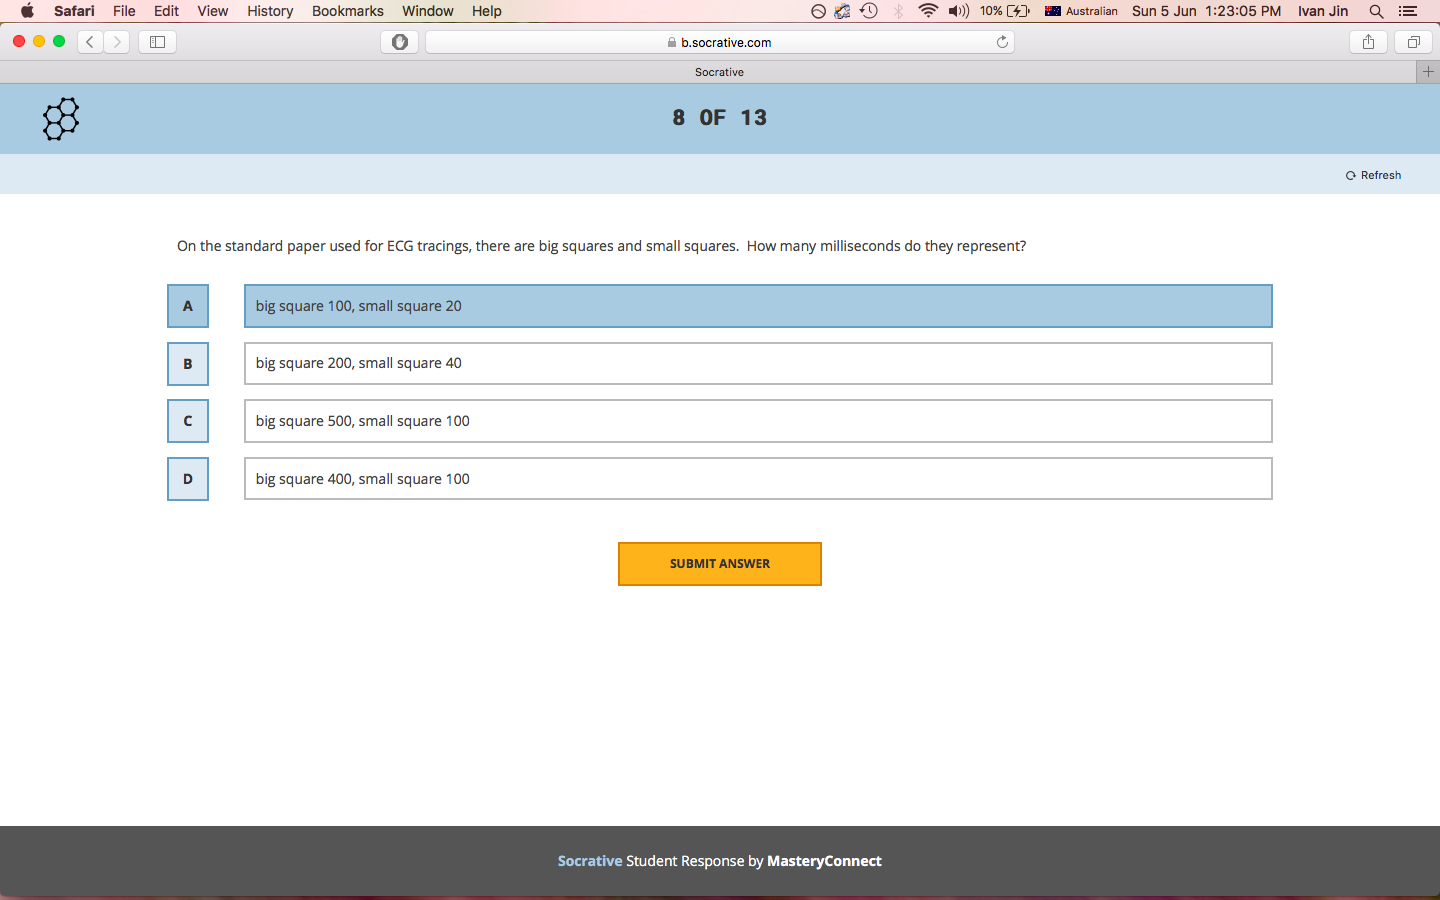 Safari File Edit View History Bookmarks Window Help 10% Australian Sun 5 Jun 1:23:05 PM Ivan Jin
b.socrative.com
Socrative
8 OF 13
Refresh
On the standard paper used for ECG tracings, there are big squares and small squares. How many milliseconds do they represent?
A big square 100, small square 20
B big square 200, small square 40
C big square 500, small square 100
D big square 400, small square 100
SUBMIT ANSWER
Socrative Student Response by MasteryConnect